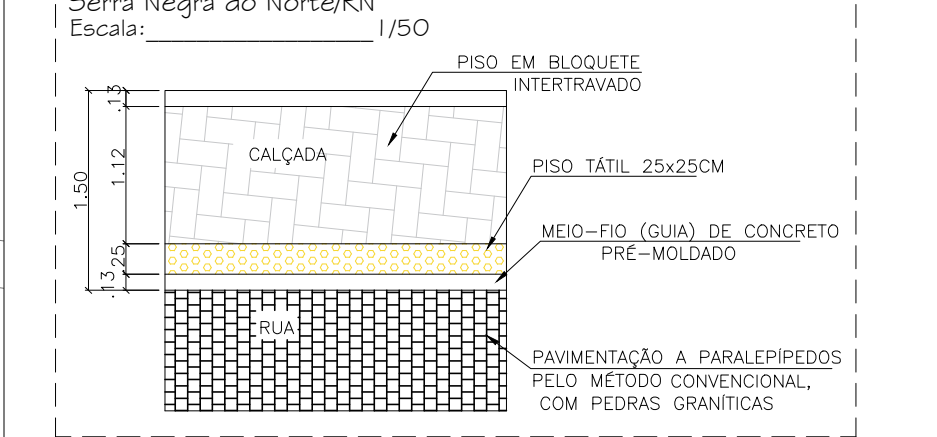 Serra Negra do Norte/RN
Escala:___________________1/50
PISO EM BLOQUETE
INTERTRAVADO
.13
CALÇADA
1.12
1.50
PISO TÁTIL 25x25CM
MEIO-FIO (GUIA) DE CONCRETO
PRÉ-MOLDADO
.25
.13
RUA
PAVIMENTAÇÃO A PARALEPÍPEDOS
PELO MÉTODO CONVENCIONAL,
COM PEDRAS GRANÍTICAS